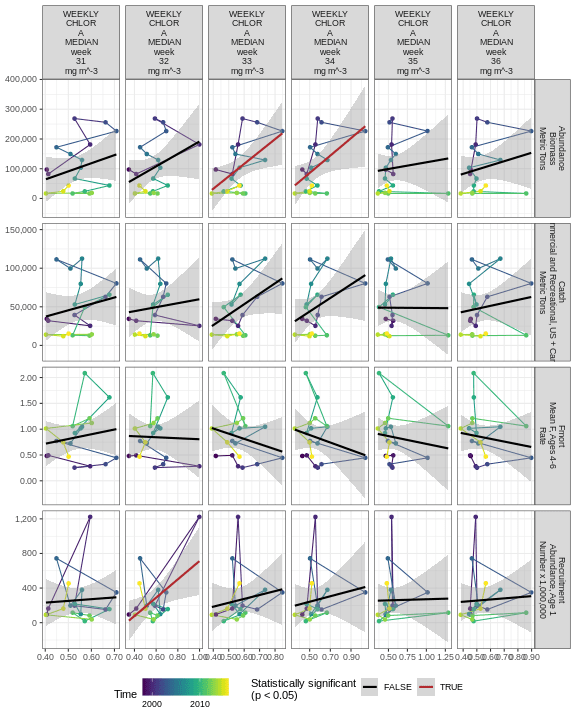 WEEKLY
CHLOR
A
MEDIAN
week
31
mg m^-3
WEEKLY
CHLOR
A
MEDIAN
week
32
mg m^-3
WEEKLY
CHLOR
A
MEDIAN
week
33
mg m^-3
WEEKLY
CHLOR
A
MEDIAN
week
34
mg m^-3
WEEKLY
CHLOR
A
MEDIAN
week
35
mg m^-3
WEEKLY
CHLOR
A
MEDIAN
week
36
mg m^-3
400,000
300,000
200,000
100,000
0
Abundance
Biomass
Metric Tons
150,000
100,000
50,000
0
Catch
mmercial and Recreational, US + Can
Metric Tons
2.00
1.50
1.00
0.50
0.00
Fmort
Mean F, Ages 4-6
Rate
1,200
800
400
0
Recruitment
Abundance, Age 1
Number x 1,000,000
0.40 0.50 0.60 0.70
0.40 0.60 0.80 1.00
0.40 0.50 0.60 0.70 0.80
0.50 0.70 0.90
0.50 0.75 1.00 1.25
0.40 0.50 0.60 0.70 0.80 0.90
Time
2000 2010
Statistically significant
(p < 0.05)
FALSE
TRUE